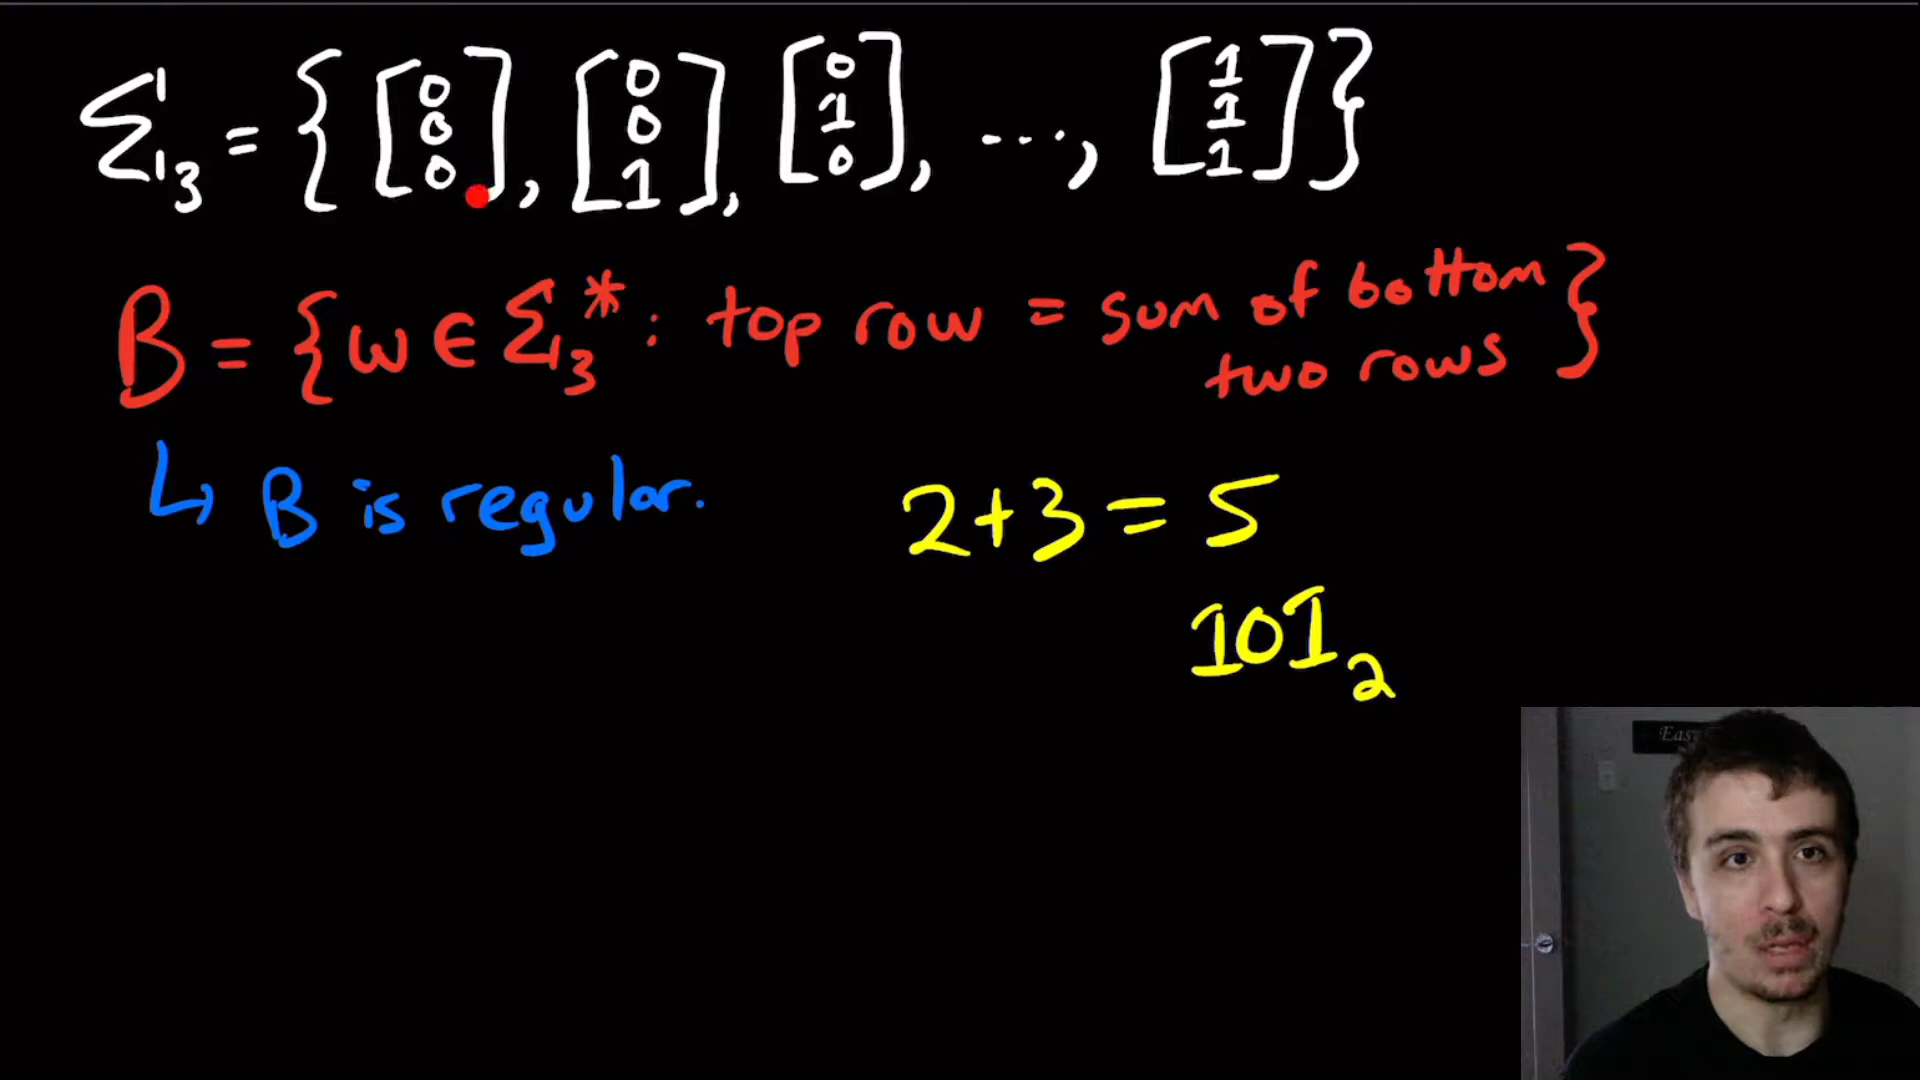 Σ₃ = { [0 0 0], [0 0 1], [0 1 0], ..., [1 1 1] }
B = { w ∈ Σ₃* : top row = sum of bottom
two rows }
↳ B is regular.
2+3 = 5
101₂